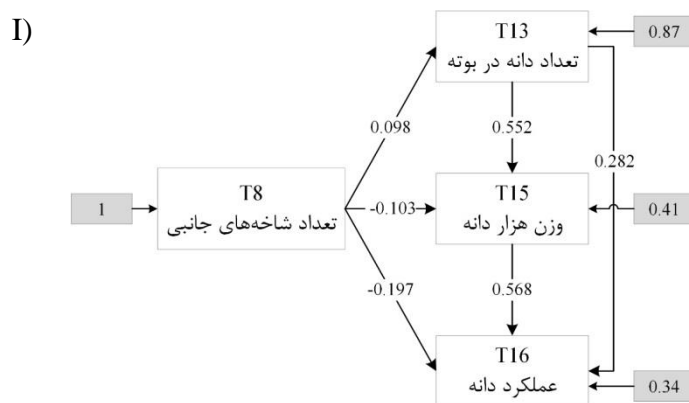 I)
T13
تعداد دانه در بوته
0.87
0.098
0.552
0.282
T8
تعداد شاخه‌های جانبی
1
-0.103
T15
وزن هزار دانه
0.41
-0.197
0.568
T16
عملکرد دانه
0.34